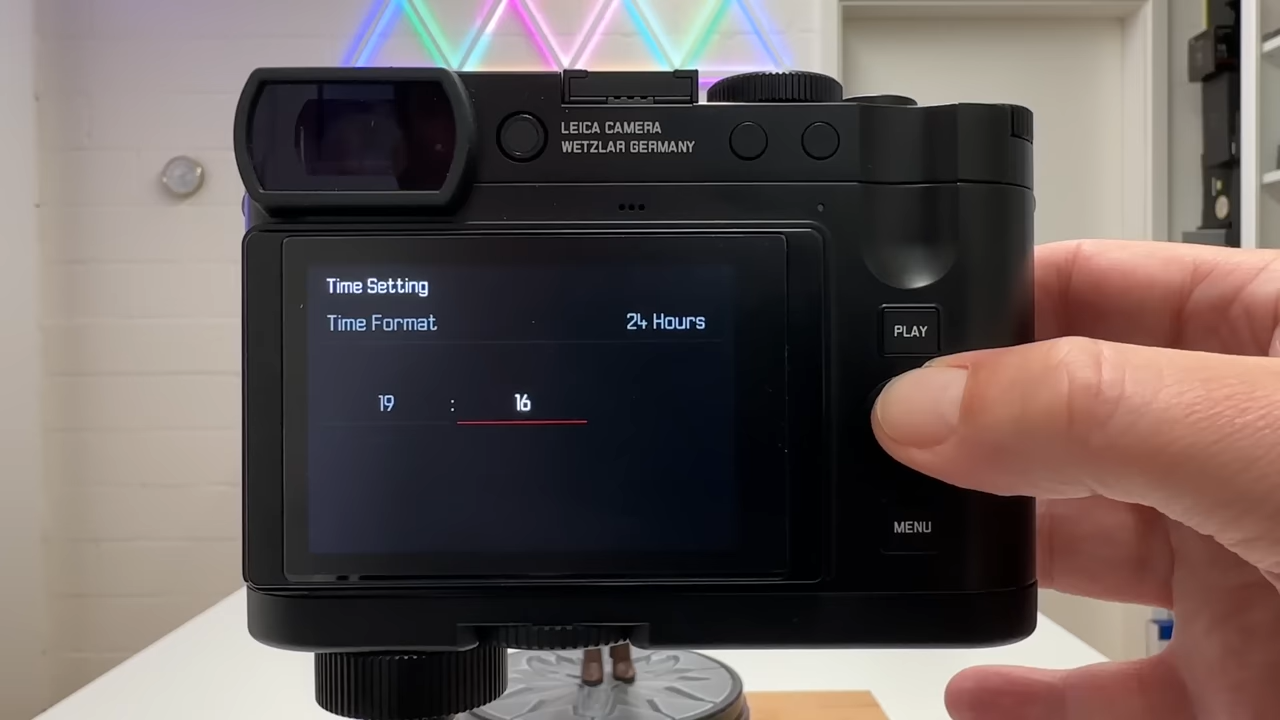 LEICA CAMERA
WETZLAR GERMANY
Time Setting
Time Format 24 Hours
19 : 16
PLAY
MENU